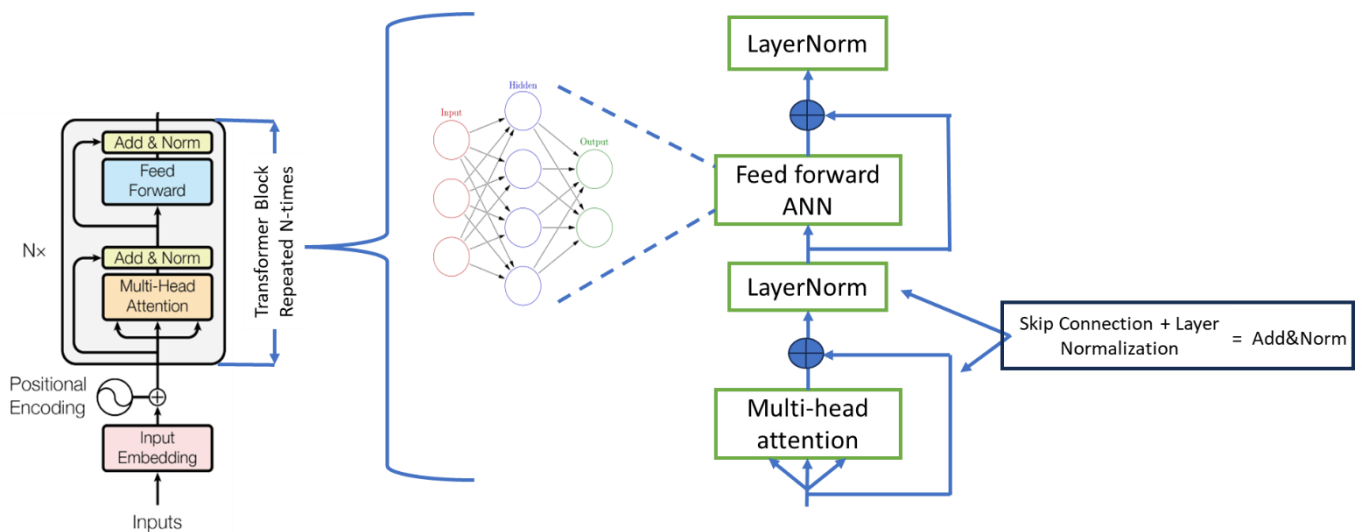 Add & Norm
Feed
Forward
N×
Add & Norm
Multi-Head
Attention
Positional
Encoding
Input
Embedding
Inputs
Transformer Block
Repeated N-times
Input
Hidden
Output
LayerNorm
Feed forward
ANN
LayerNorm
Multi-head
attention
Skip Connection + Layer
Normalization
= Add&Norm